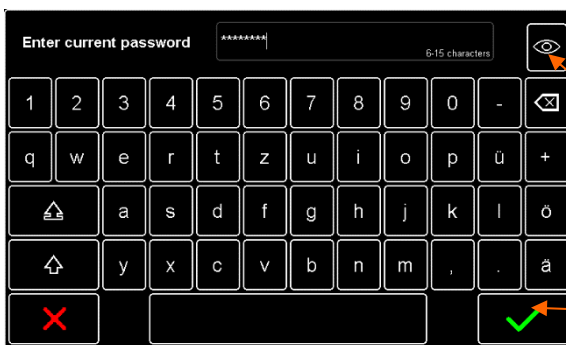 Enter current password ********
6-15 characters
1 2 3 4 5 6 7 8 9 0 -
q w e r t z u i o p ü +
a s d f g h j k l ö
y x c v b n m , . ä